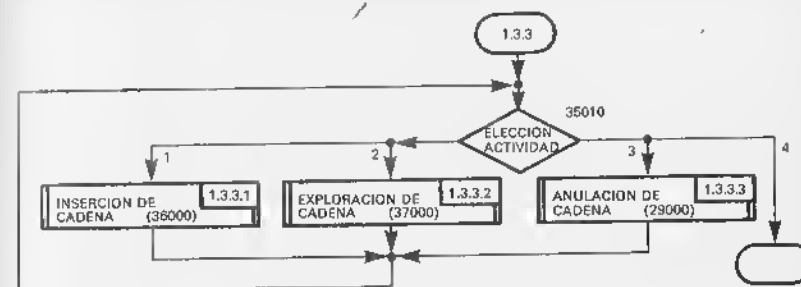 1.3.3
35010
ELECCION
ACTIVIDAD
1
2
3
4
INSERCION DE
CADENA (36000)
1.3.3.1
EXPLORACION DE
CADENA (37000)
1.3.3.2
ANULACION DE
CADENA (29000)
1.3.3.3